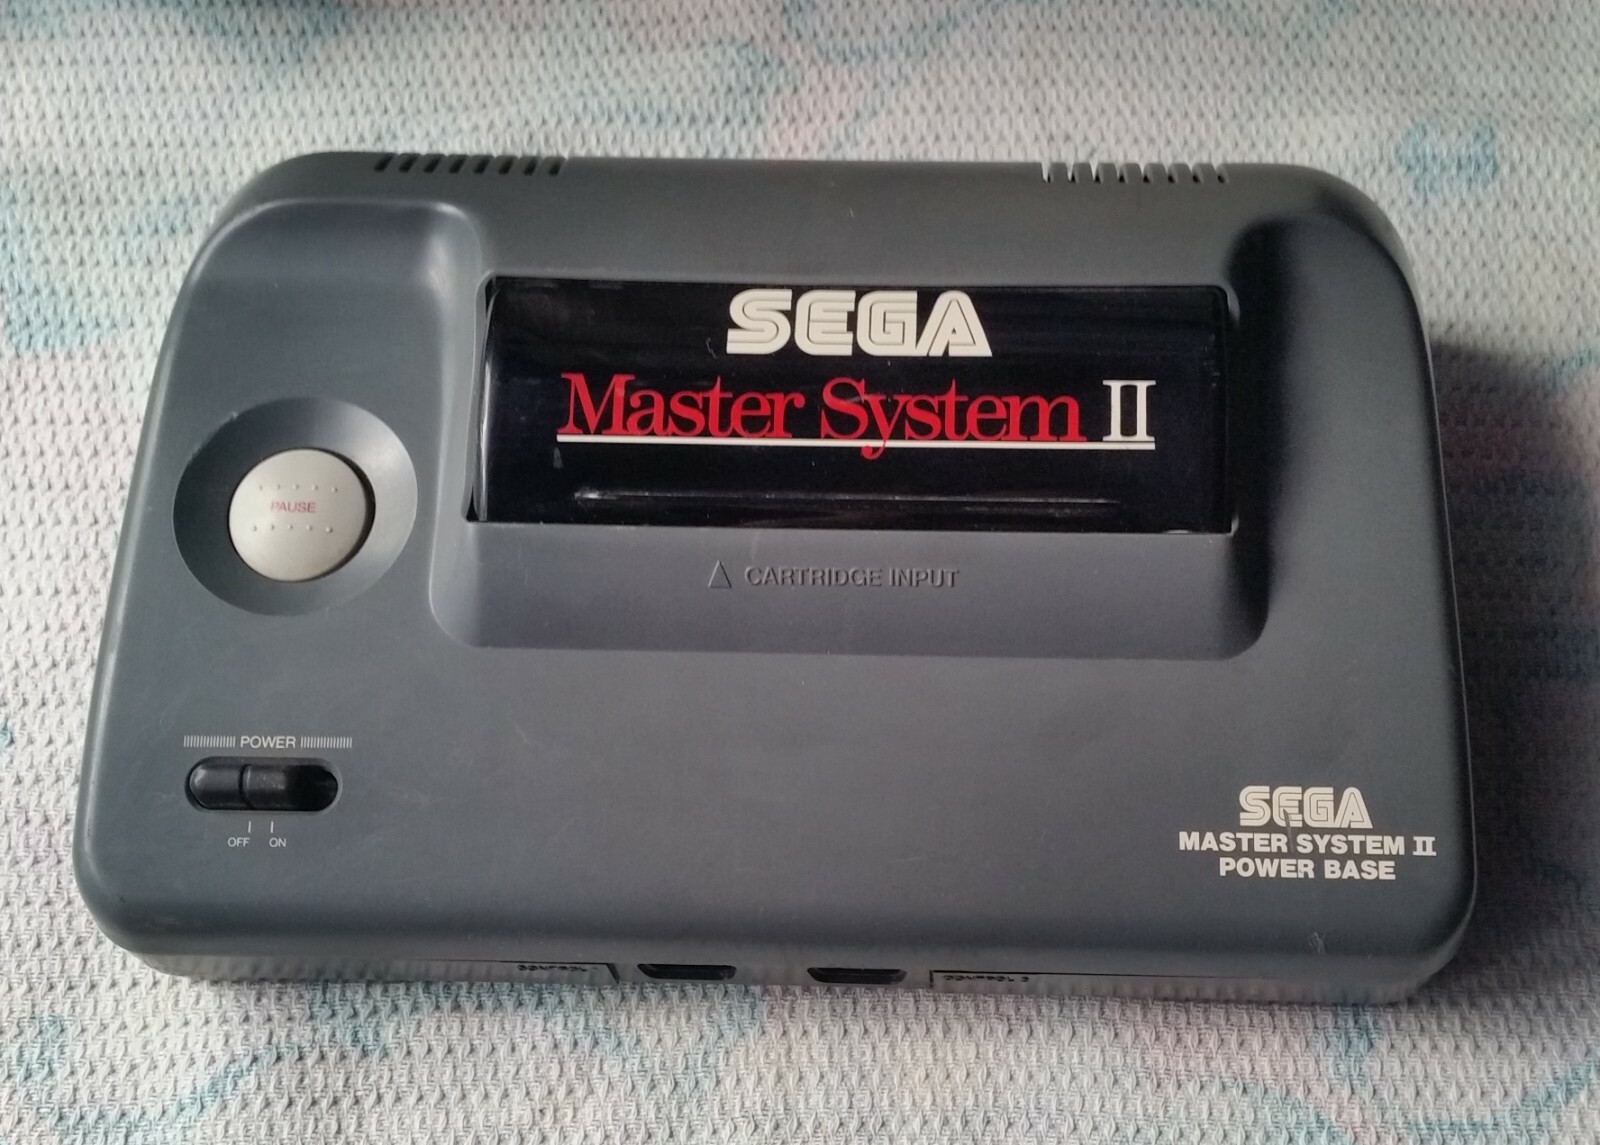 SEGA
Master System II
PAUSE
△ CARTRIDGE INPUT
POWER
OFF ON
SEGA
MASTER SYSTEM II
POWER BASE